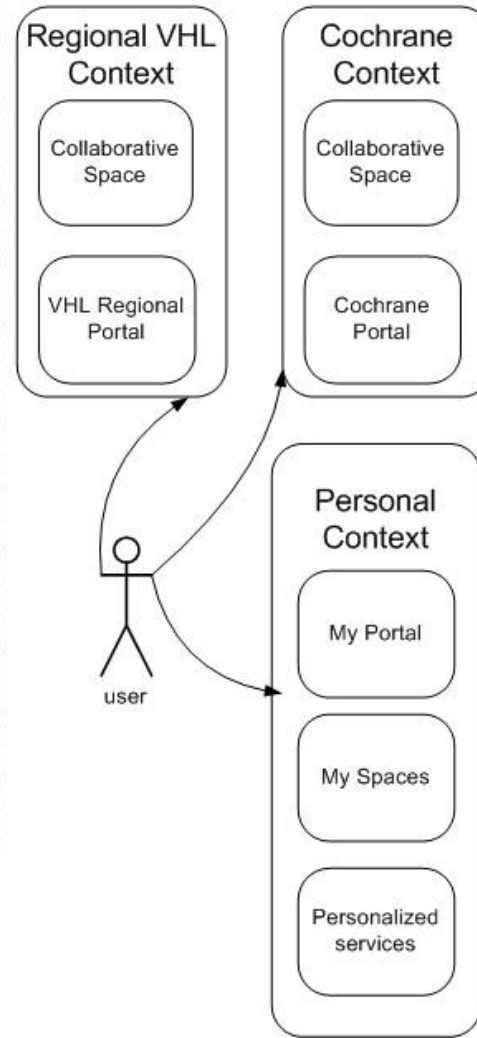 Regional VHL
Context
Collaborative
Space
VHL Regional
Portal
Cochrane
Context
Collaborative
Space
Cochrane
Portal
user
Personal
Context
My Portal
My Spaces
Personalized
services